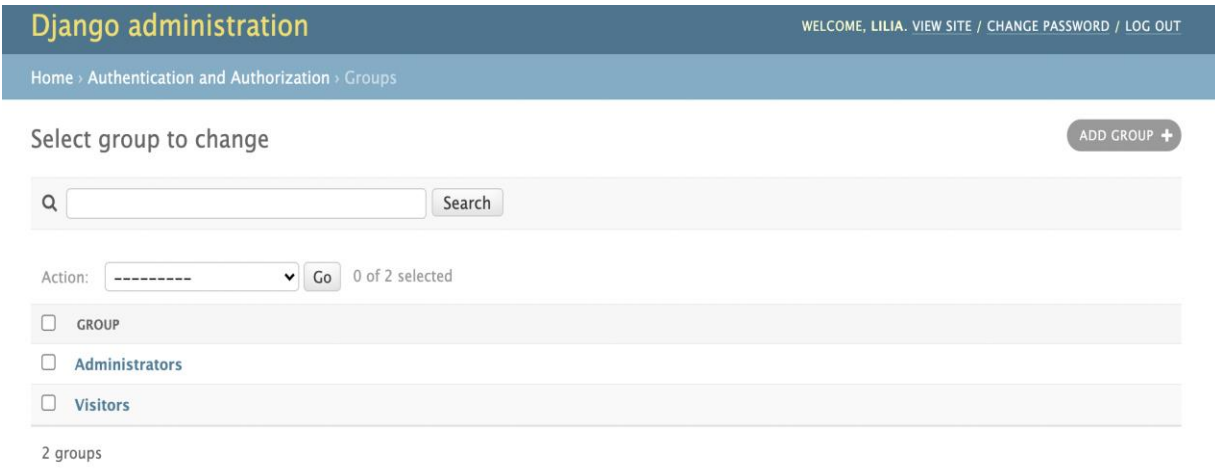 Django administration
WELCOME, LILIA. VIEW SITE / CHANGE PASSWORD / LOG OUT
Home › Authentication and Authorization › Groups
Select group to change
ADD GROUP +
Search
Action: --------- Go 0 of 2 selected
GROUP
Administrators
Visitors
2 groups